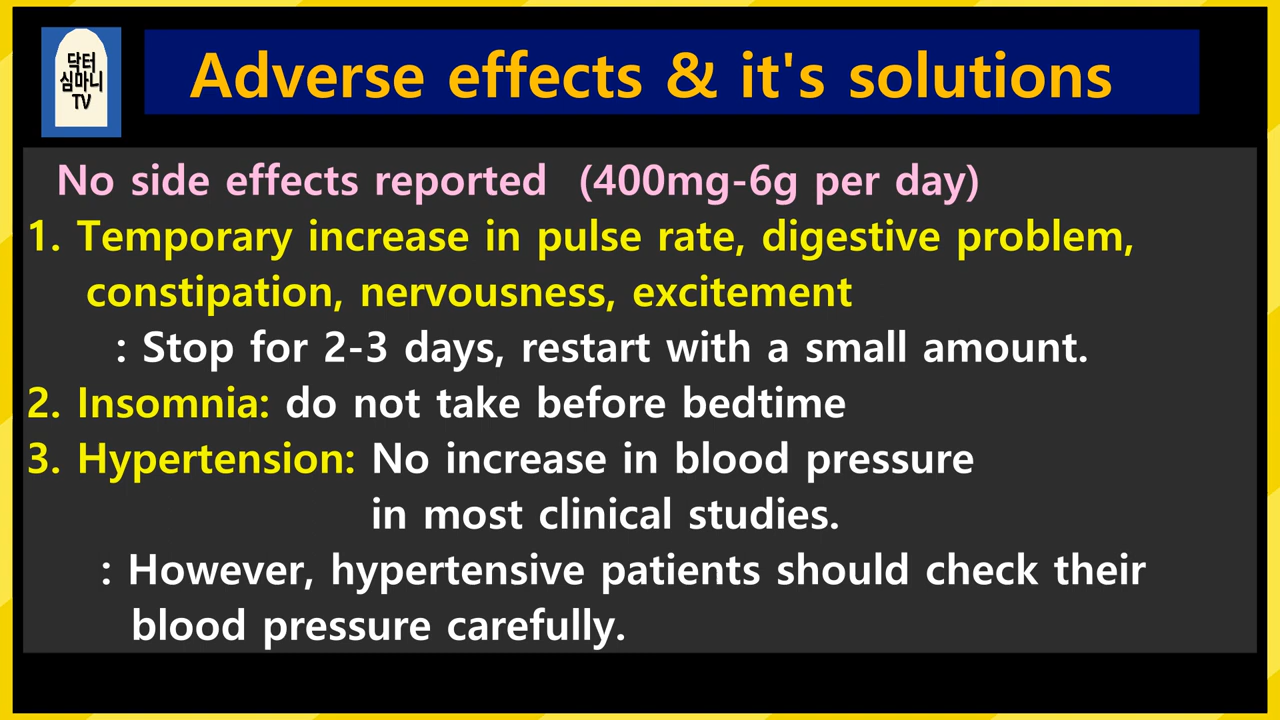 닥터
심마니
TV
Adverse effects & it's solutions
No side effects reported (400mg-6g per day)
1. Temporary increase in pulse rate, digestive problem,
constipation, nervousness, excitement
: Stop for 2-3 days, restart with a small amount.
2. Insomnia: do not take before bedtime
3. Hypertension: No increase in blood pressure
in most clinical studies.
: However, hypertensive patients should check their
blood pressure carefully.